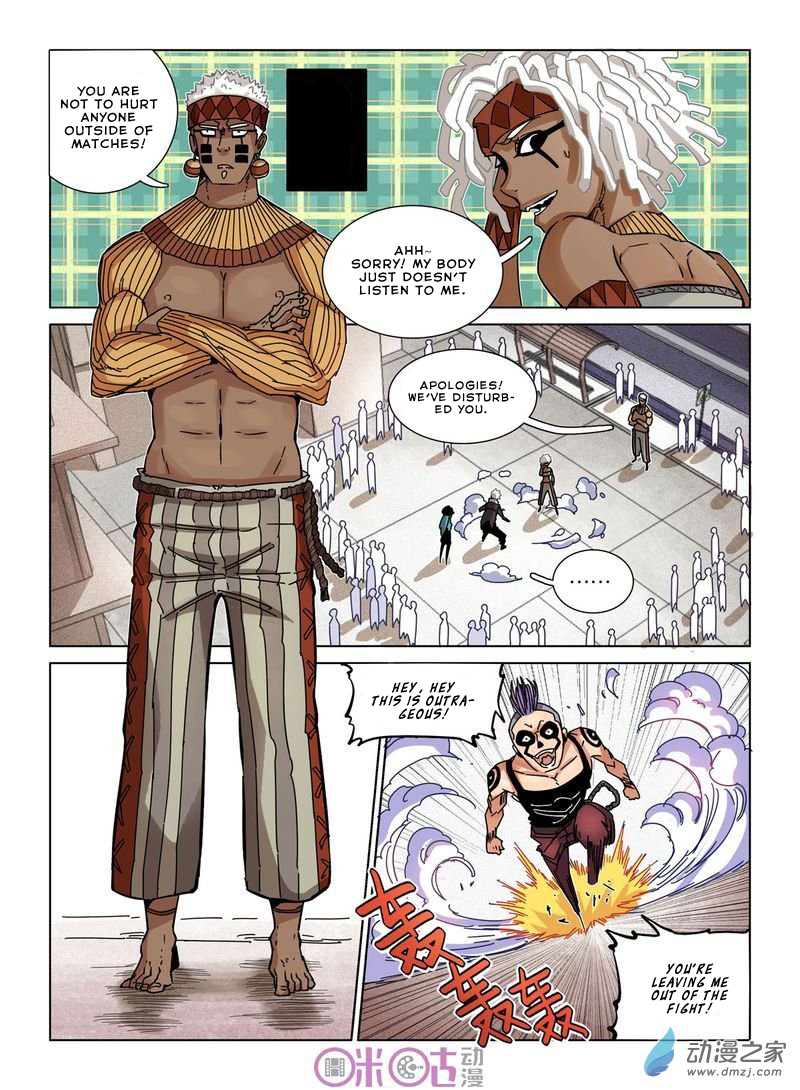 YOU ARE
NOT TO HURT
ANYONE
OUTSIDE OF
MATCHES!
AHH~
SORRY! MY BODY
JUST DOESN'T
LISTEN TO ME.
APOLOGIES!
WE'VE DISTURB-
ED YOU.
......
HEY, HEY
THIS IS OUTRA-
GEOUS!
轰轰轰
YOU'RE
LEAVING ME
OUT OF THE
FIGHT!
咪咕动漫
动漫之家
www.dmzj.com